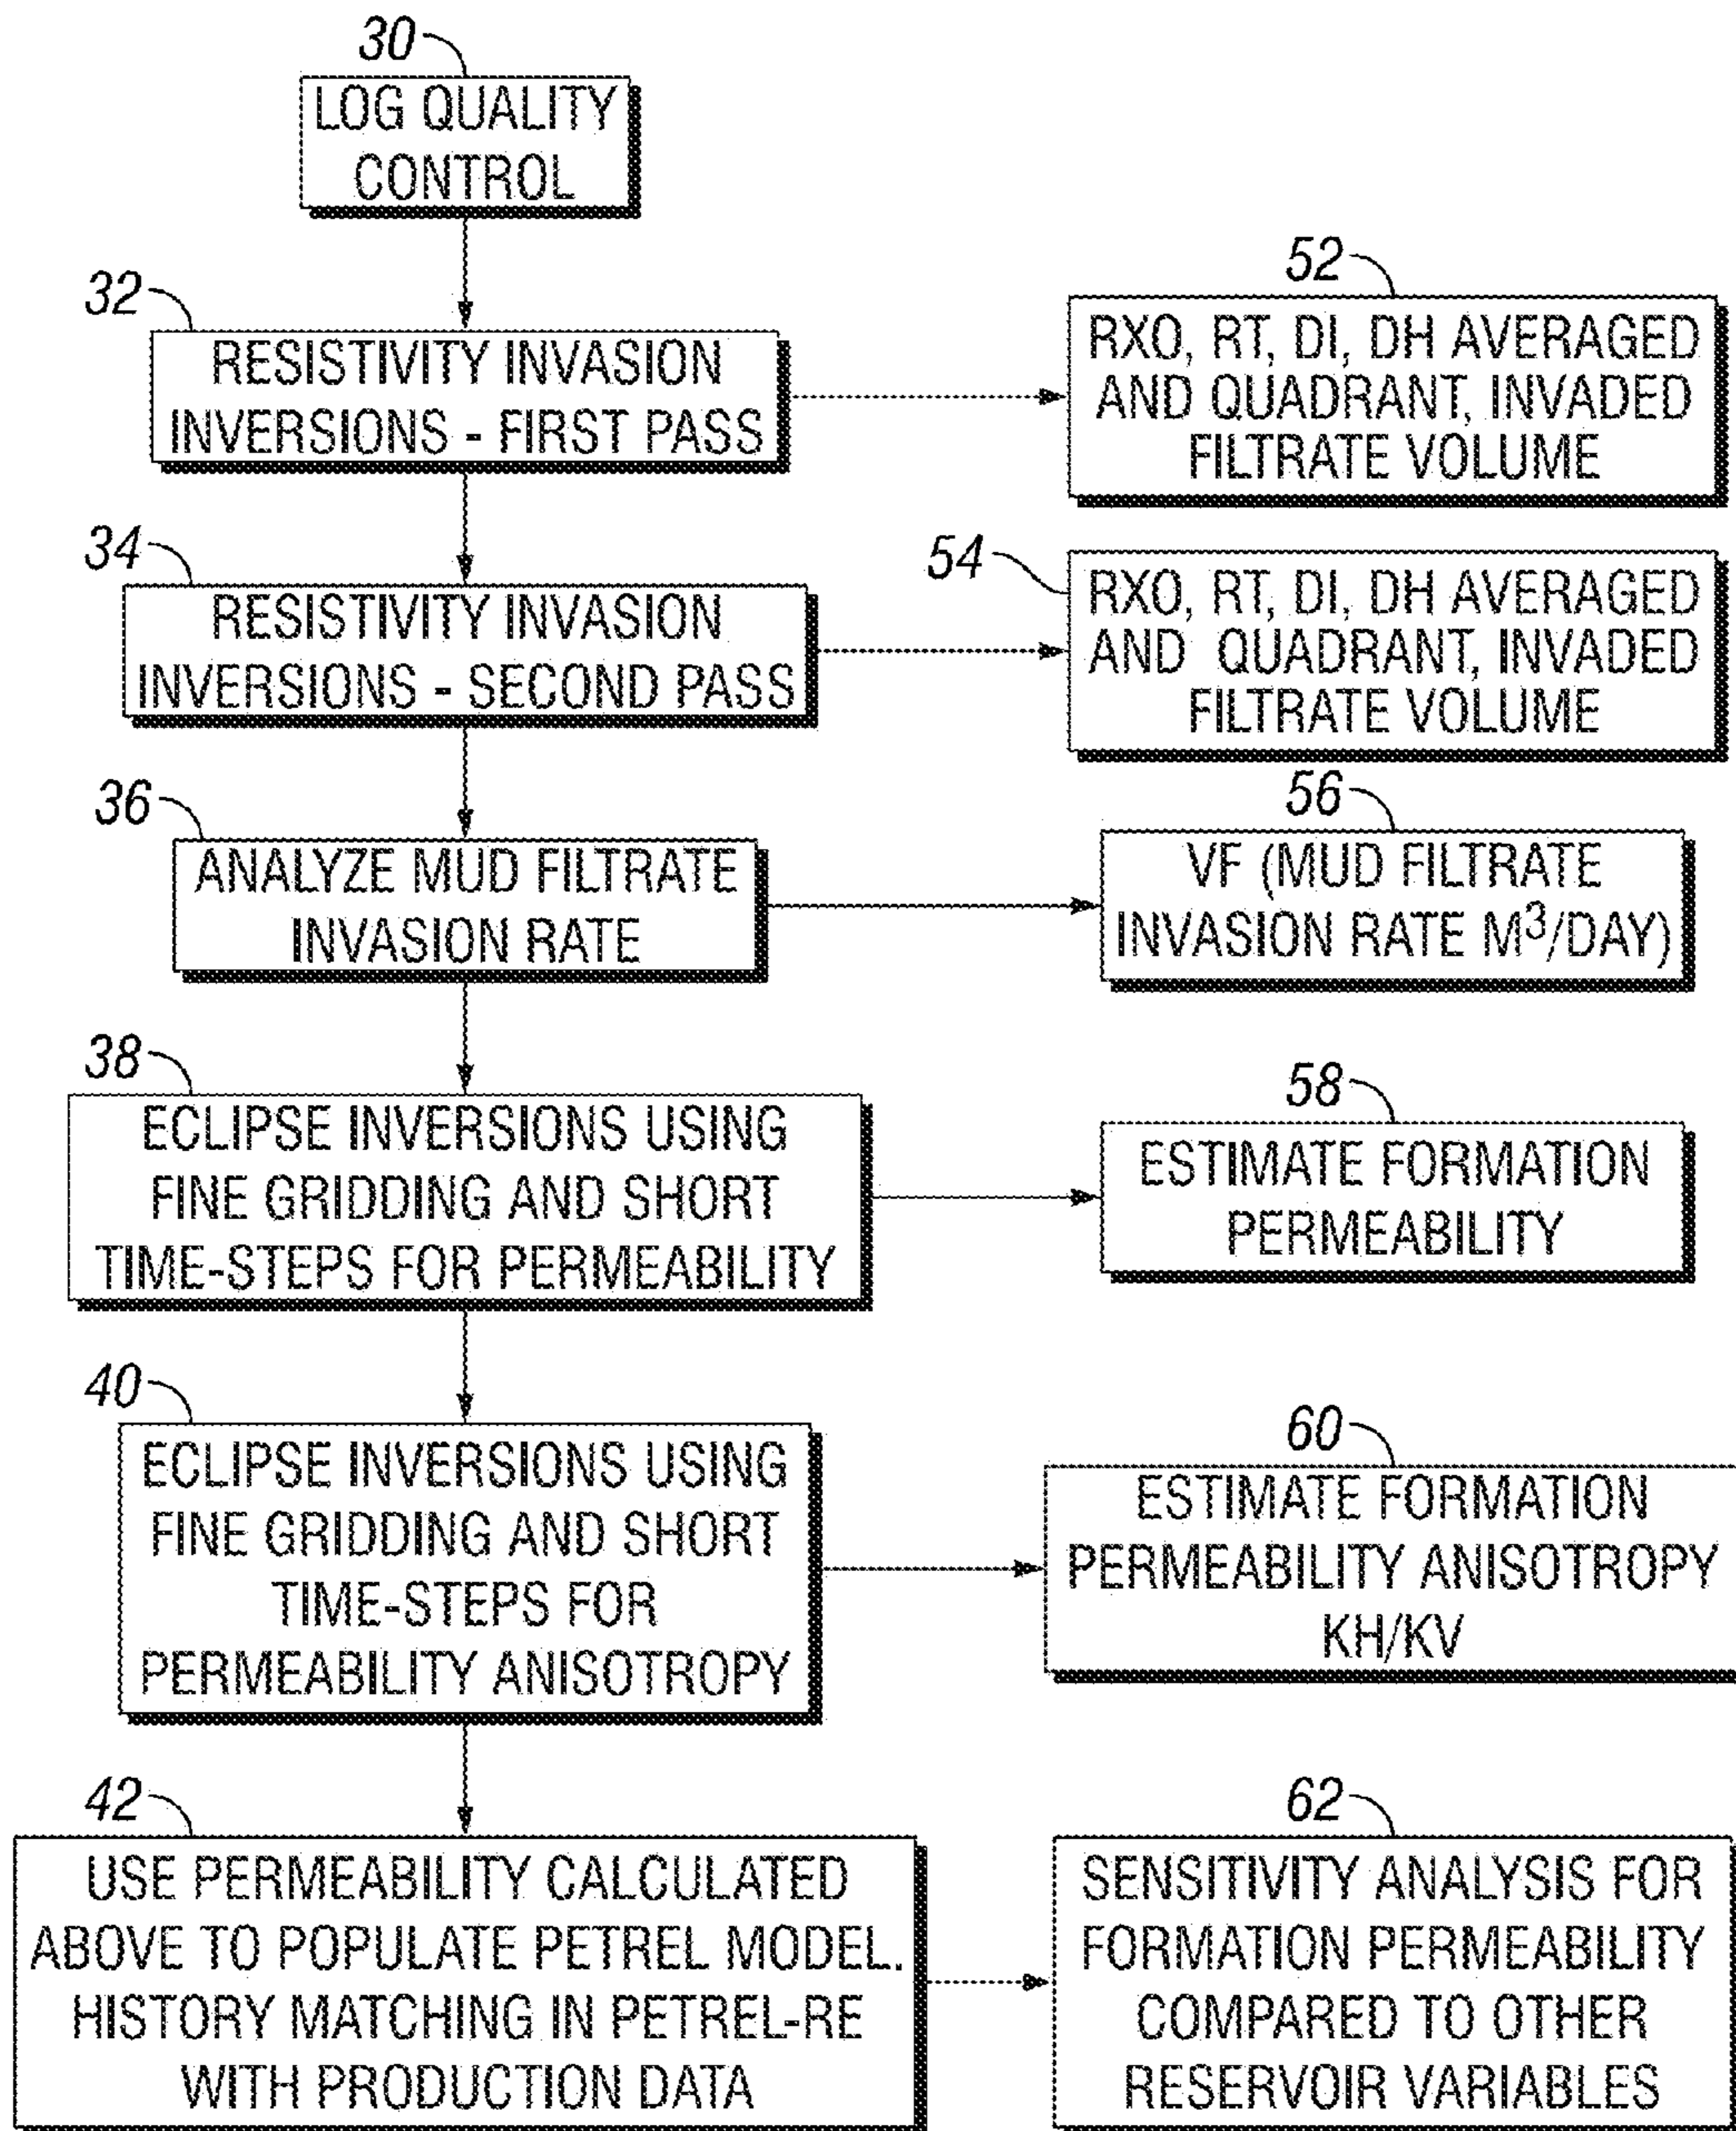 30
LOG QUALITY
CONTROL
32
RESISTIVITY INVASION
INVERSIONS - FIRST PASS
52
RXO, RT, DI, DH AVERAGED
AND QUADRANT, INVADED
FILTRATE VOLUME
34
RESISTIVITY INVASION
INVERSIONS - SECOND PASS
54
RXO, RT, DI, DH AVERAGED
AND QUADRANT, INVADED
FILTRATE VOLUME
36
ANALYZE MUD FILTRATE
INVASION RATE
56
VF (MUD FILTRATE
INVASION RATE M³/DAY)
38
ECLIPSE INVERSIONS USING
FINE GRIDDING AND SHORT
TIME-STEPS FOR PERMEABILITY
58
ESTIMATE FORMATION
PERMEABILITY
40
ECLIPSE INVERSIONS USING
FINE GRIDDING AND SHORT
TIME-STEPS FOR
PERMEABILITY ANISOTROPY
60
ESTIMATE FORMATION
PERMEABILITY ANISOTROPY
KH/KV
42
USE PERMEABILITY CALCULATED
ABOVE TO POPULATE PETREL MODEL.
HISTORY MATCHING IN PETREL-RE
WITH PRODUCTION DATA
62
SENSITIVITY ANALYSIS FOR
FORMATION PERMEABILITY
COMPARED TO OTHER
RESERVOIR VARIABLES